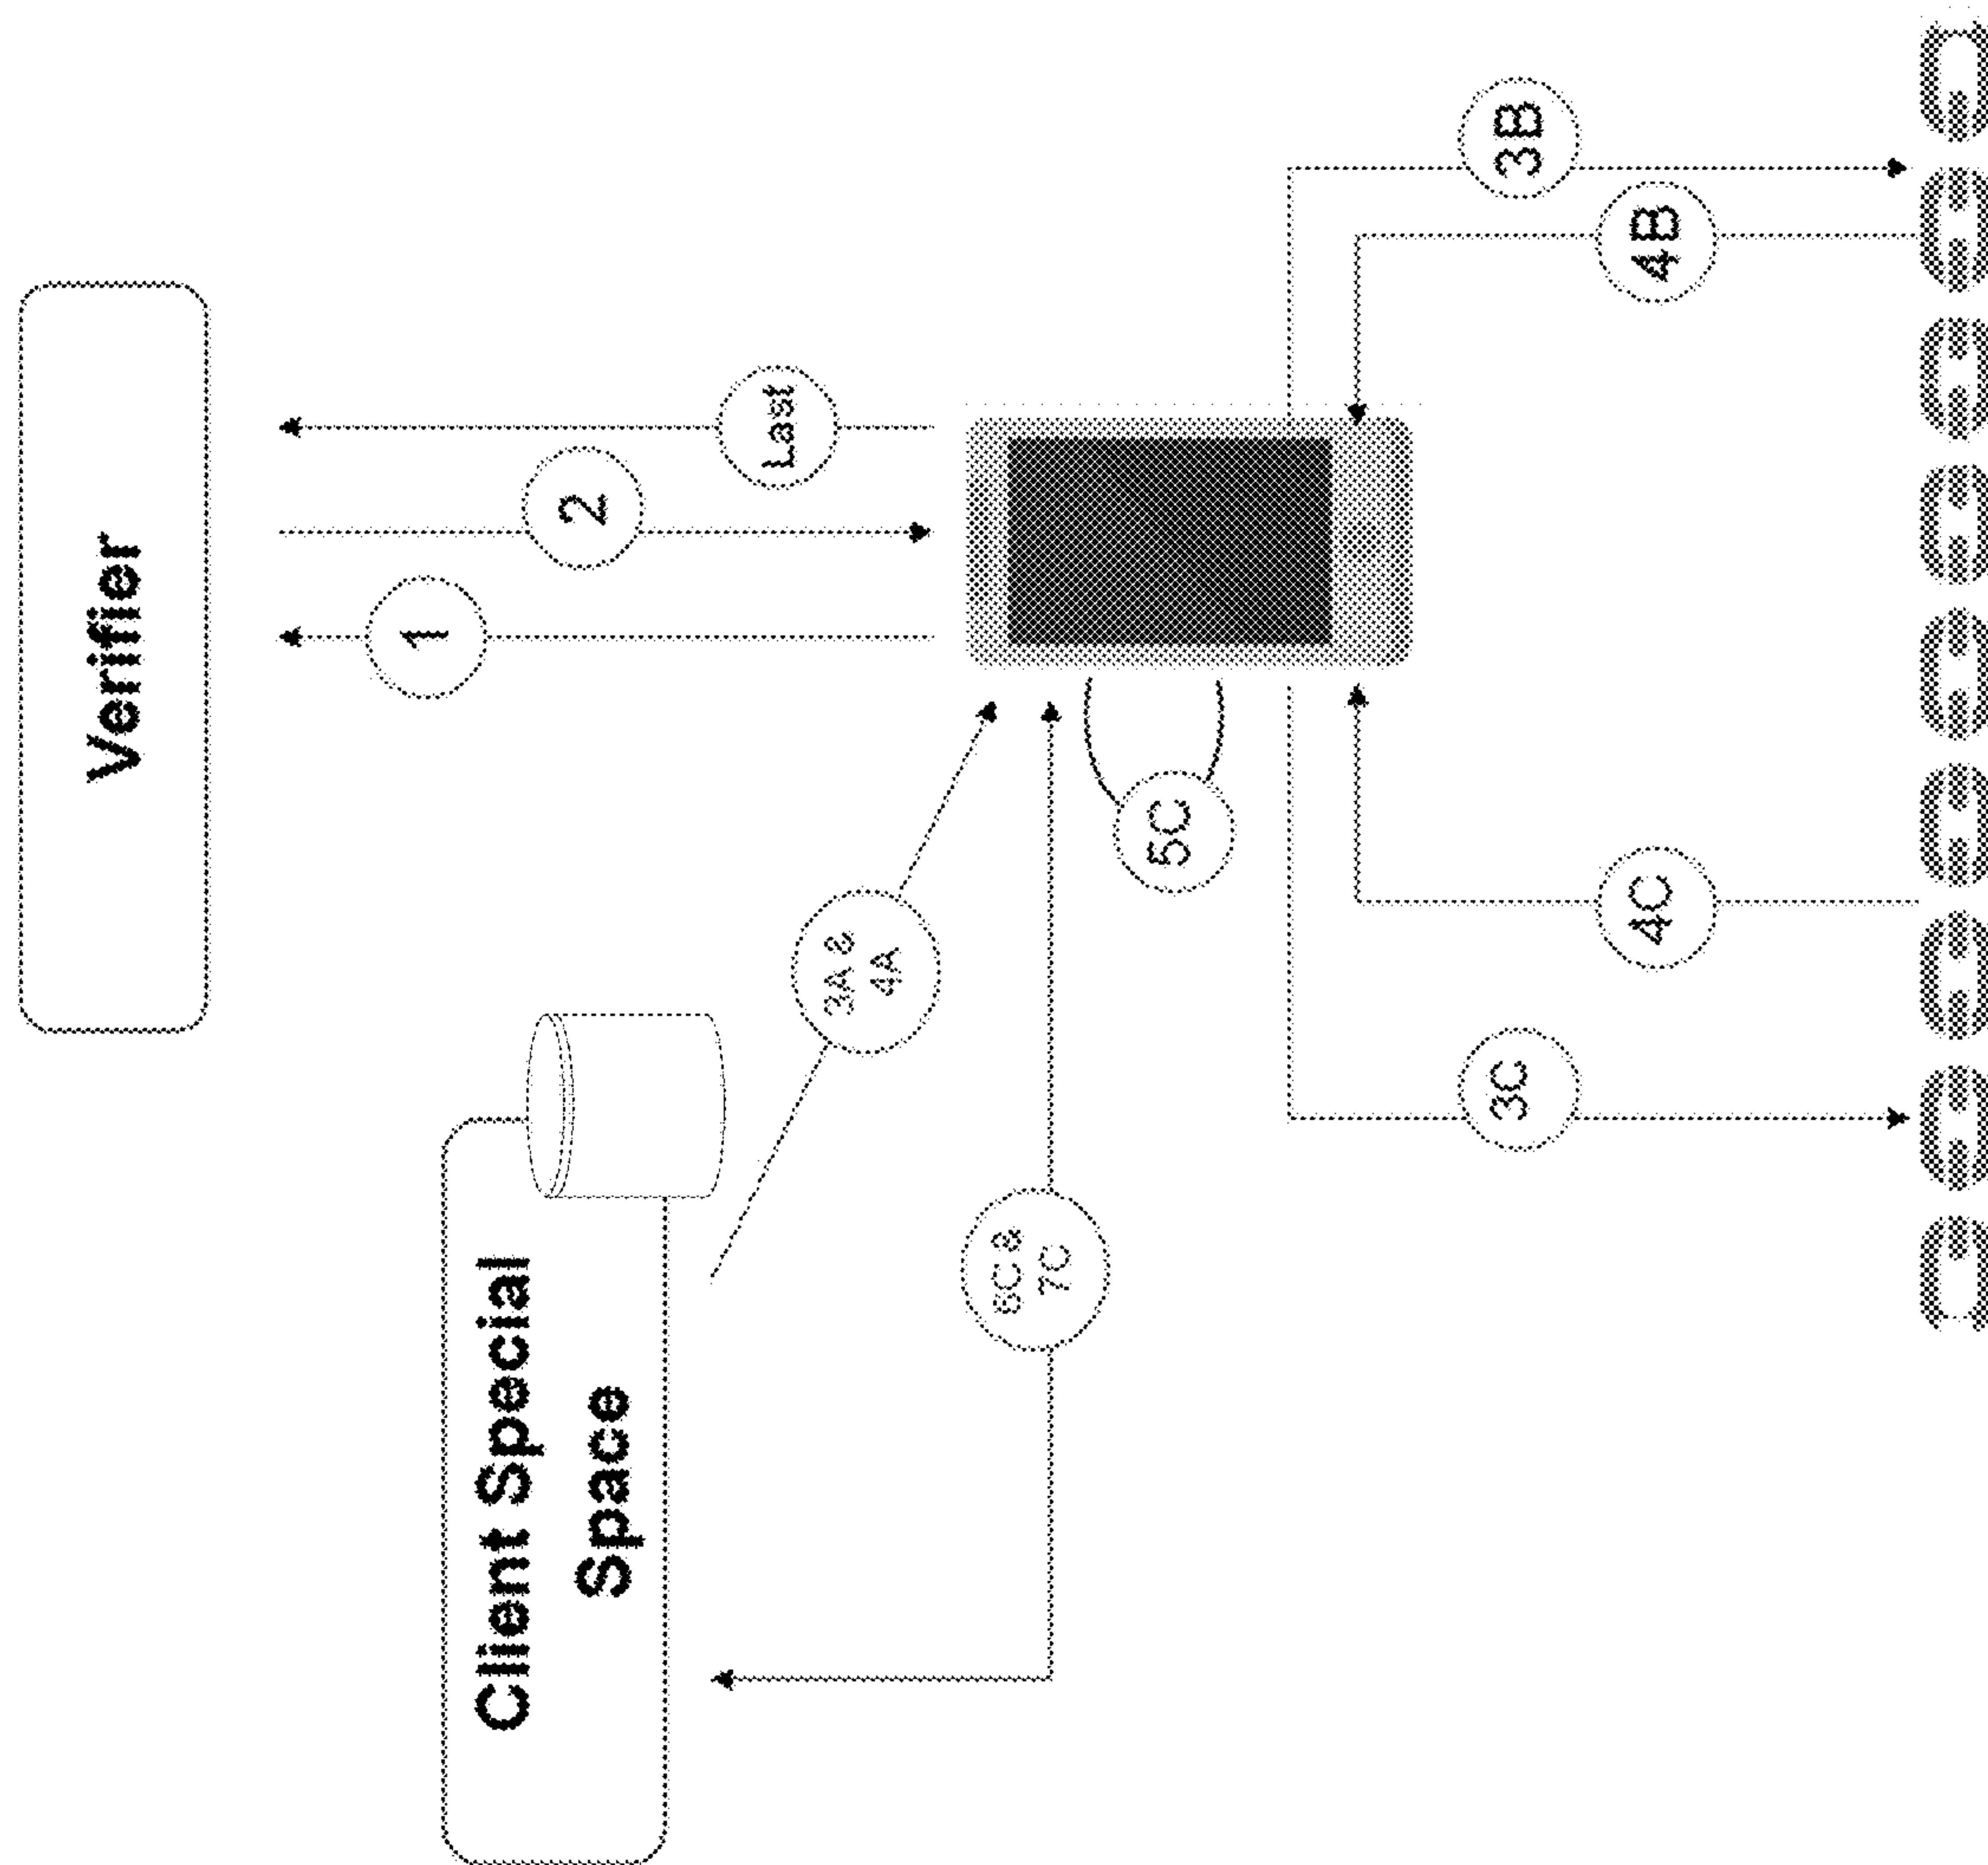 Verifier
1
2
Last
Client Special
Space
3A &
4A
5C
6C &
7C
3B
4B
4C
3C